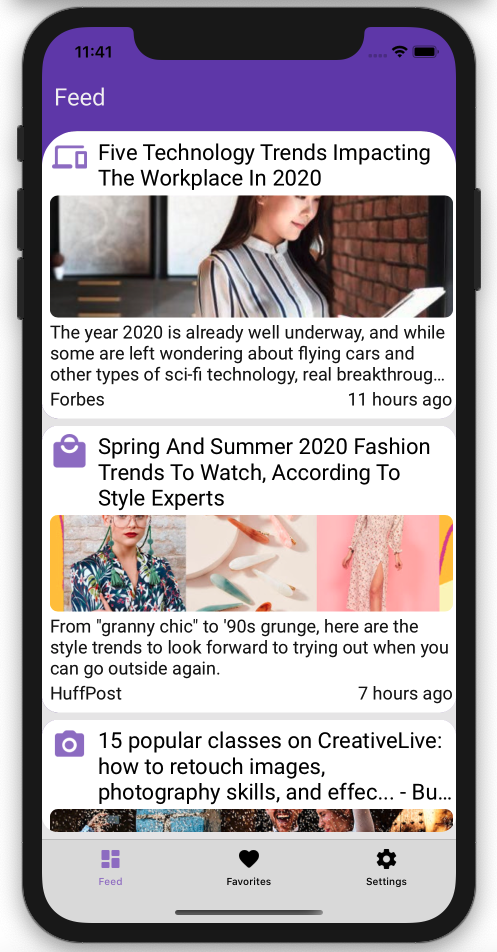 11:41
Feed
Five Technology Trends Impacting
The Workplace In 2020
The year 2020 is already well underway, and while
some are left wondering about flying cars and
other types of sci-fi technology, real breakthroug…
Forbes 11 hours ago
Spring And Summer 2020 Fashion
Trends To Watch, According To
Style Experts
From "granny chic" to '90s grunge, here are the
style trends to look forward to trying out when you
can go outside again.
HuffPost 7 hours ago
15 popular classes on CreativeLive:
how to retouch images,
photography skills, and effec... - Bu…
Feed Favorites Settings